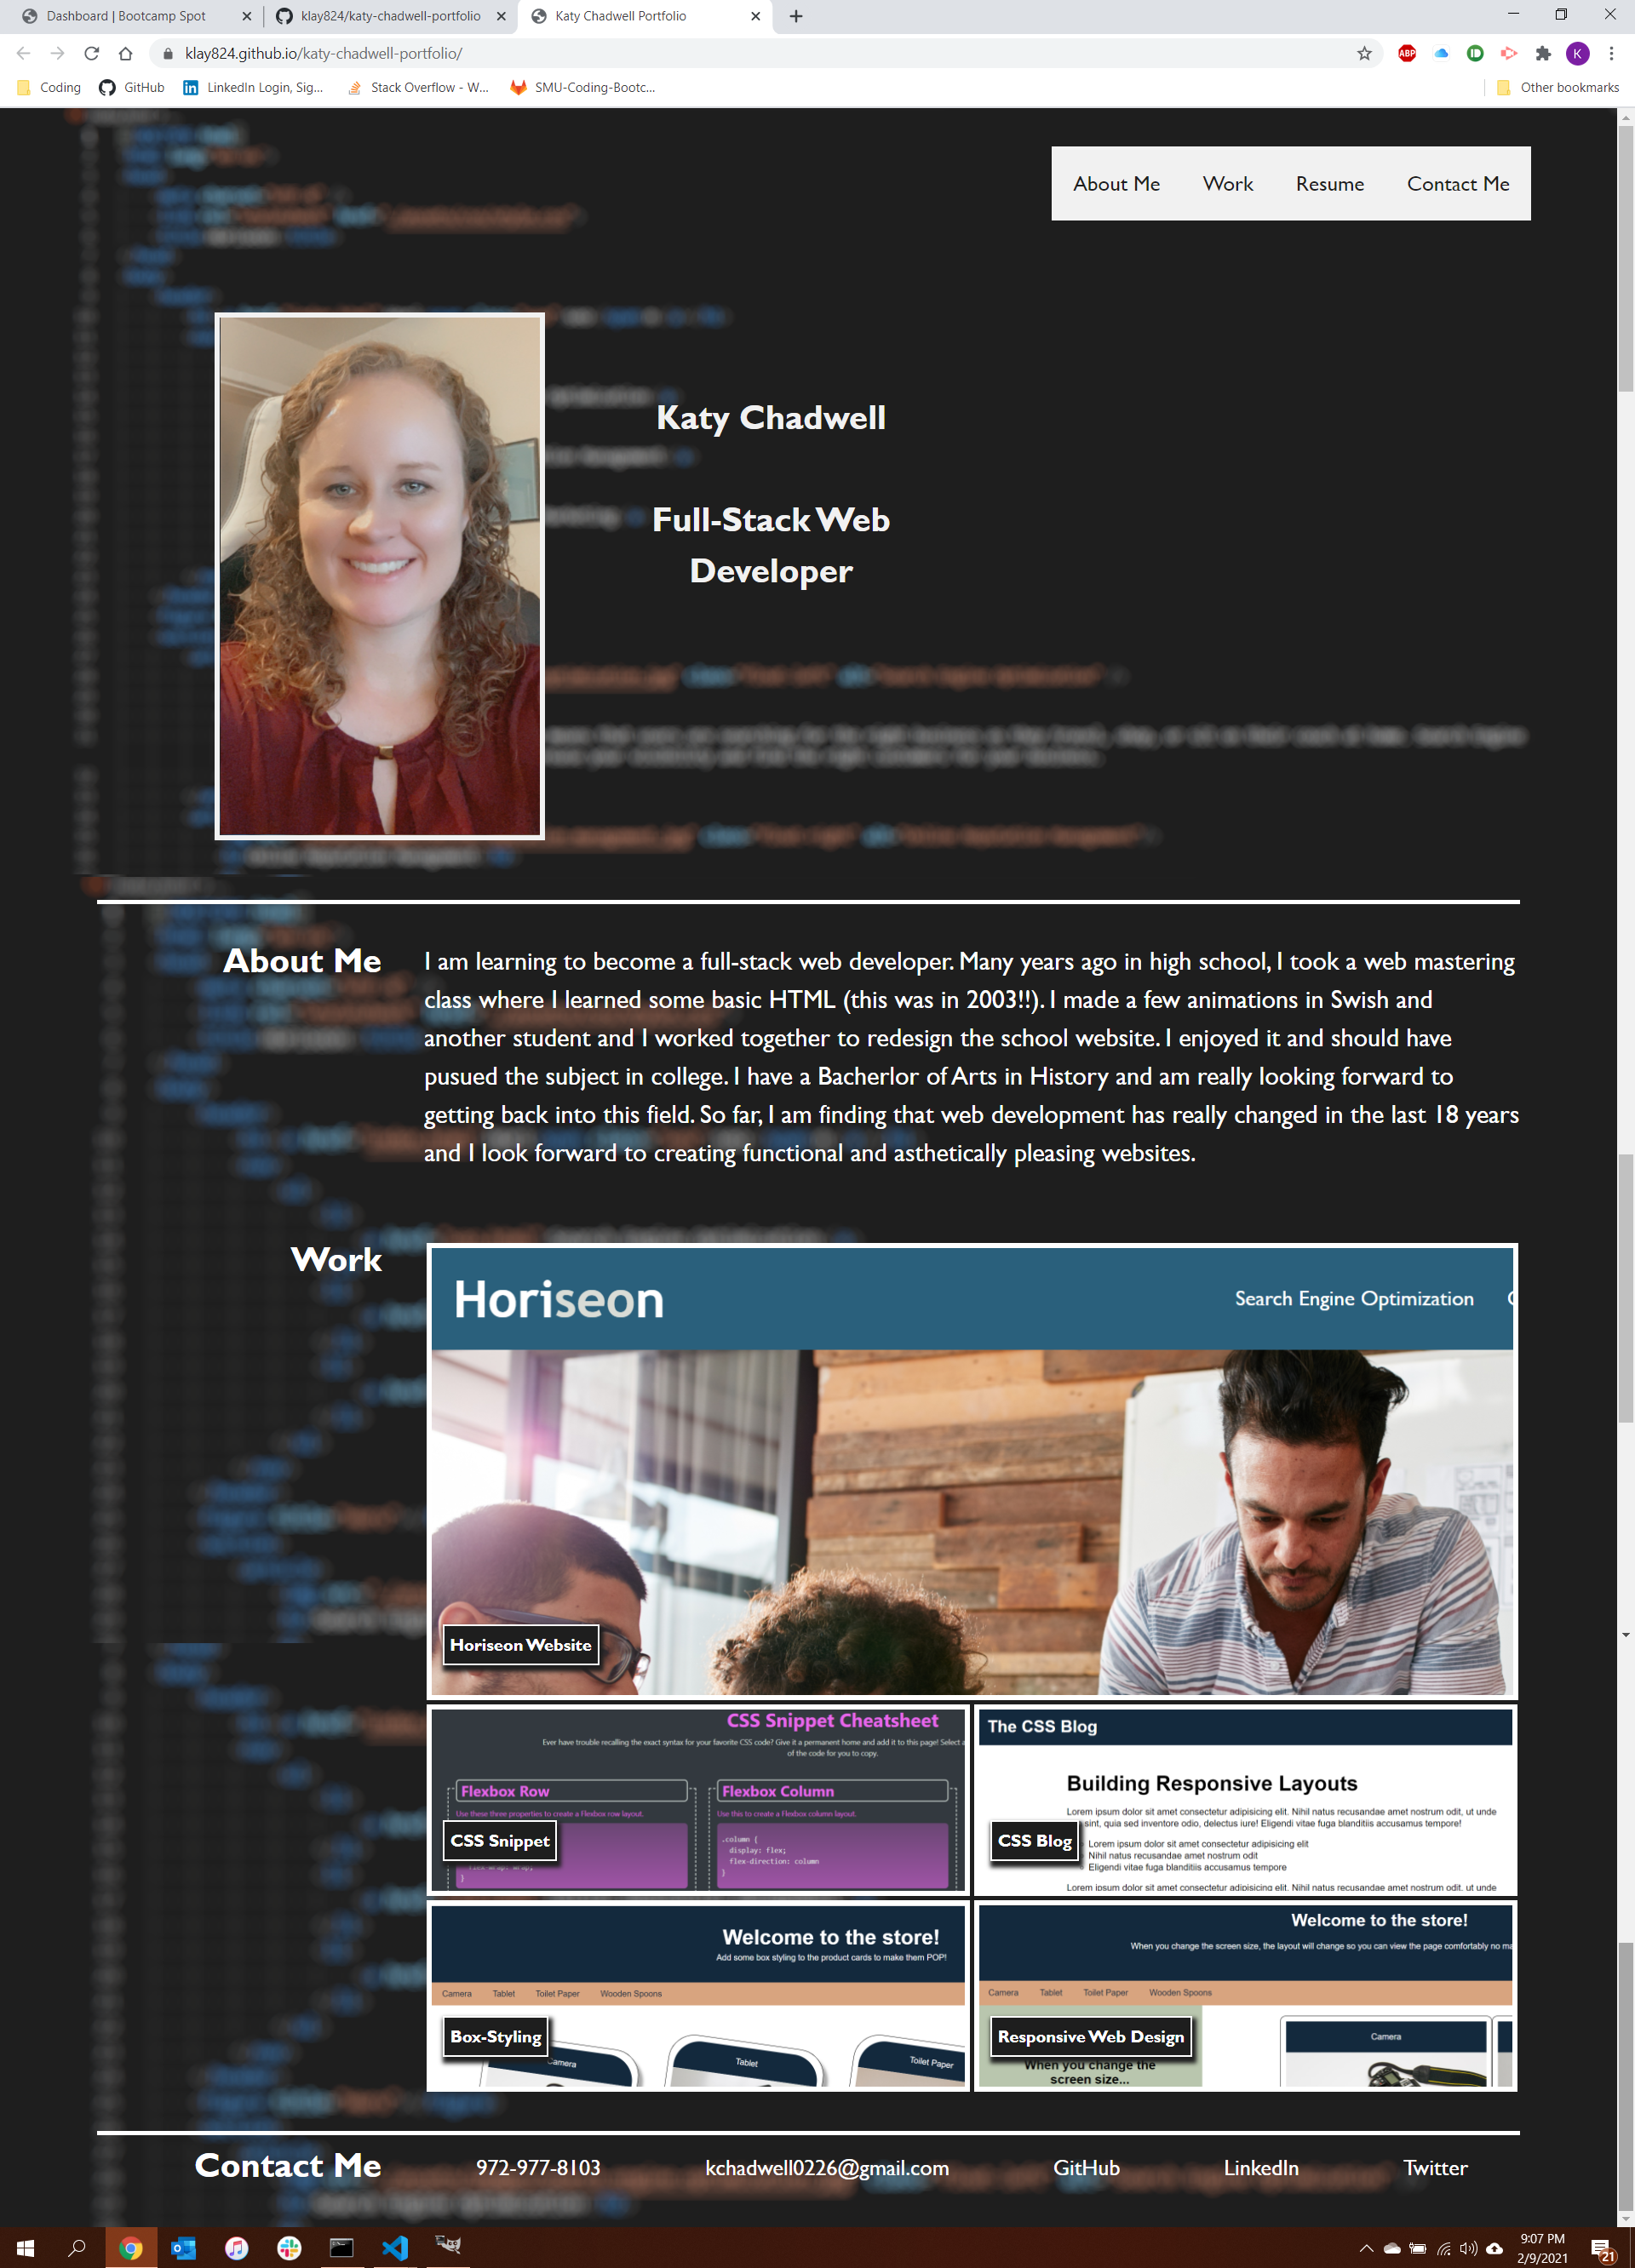 Dashboard | Bootcamp Spot
klay824/katy-chadwell-portfolio
Katy Chadwell Portfolio
klay824.github.io/katy-chadwell-portfolio/
ABP
K
Coding
GitHub
LinkedIn Login, Sig...
Stack Overflow - W...
SMU-Coding-Bootc...
Other bookmarks
About Me
Work
Resume
Contact Me
Katy Chadwell
Full-Stack Web
Developer
About Me
I am learning to become a full-stack web developer. Many years ago in high school, I took a web mastering
class where I learned some basic HTML (this was in 2003!!). I made a few animations in Swish and
another student and I worked together to redesign the school website. I enjoyed it and should have
pusued the subject in college. I have a Bacherlor of Arts in History and am really looking forward to
getting back into this field. So far, I am finding that web development has really changed in the last 18 years
and I look forward to creating functional and asthetically pleasing websites.
Work
Horiseon
Search Engine Optimization
Horiseon Website
CSS Snippet Cheatsheet
Ever have trouble recalling the exact syntax for your favorite CSS code? Give it a permanent home and add it to this page! Select a
of the code for you to copy.
Flexbox Row
Flexbox Column
Use these three properties to create a Flexbox row layout.
Use this to create a Flexbox column layout.
.column {
display: flex;
flex-direction: column
}
}
CSS Snippet
The CSS Blog
Building Responsive Layouts
Lorem ipsum dolor sit amet consectetur adipisicing elit. Nihil natus recusandae amet nostrum odit, ut unde
sint, quia sed inventore odio, delectus iure! Eligendi vitae fuga blanditiis accusamus tempore!
Lorem ipsum dolor sit amet consectetur adipisicing elit
Nihil natus recusandae amet nostrum odit
Eligendi vitae fuga blanditiis accusamus tempore
Lorem ipsum dolor sit amet consectetur adipisicing elit. Nihil natus recusandae amet nostrum odit, ut unde
CSS Blog
Welcome to the store!
Add some box styling to the product cards to make them POP!
Camera
Tablet
Toilet Paper
Wooden Spoons
Box-Styling
Camera
Tablet
Toilet Paper
Welcome to the store!
When you change the screen size, the layout will change so you can view the page comfortably no ma
Camera
Tablet
Toilet Paper
Wooden Spoons
Responsive Web Design
When you change the
screen size...
Camera
Contact Me
972-977-8103
kchadwell0226@gmail.com
GitHub
LinkedIn
Twitter
9:07 PM
2/9/2021
21